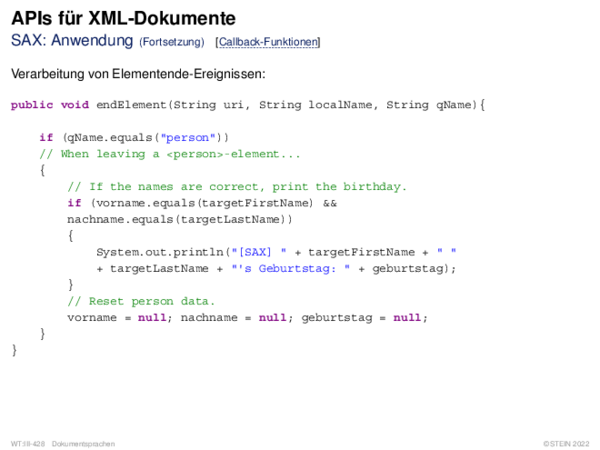 APIs für XML-Dokumente
SAX: Anwendung (Fortsetzung) [Callback-Funktionen]
Verarbeitung von Elementende-Ereignissen:
public void endElement(String uri, String localName, String qName){
if (qName.equals("person"))
// When leaving a <person>-element...
{
// If the names are correct, print the birthday.
if (vorname.equals(targetFirstName) &&
nachname.equals(targetLastName))
{
System.out.println("[SAX] " + targetFirstName + " "
+ targetLastName + "'s Geburtstag: " + geburtstag);
}
// Reset person data.
vorname = null; nachname = null; geburtstag = null;
}
}
WT:III-428 Dokumentsprachen ©STEIN 2022